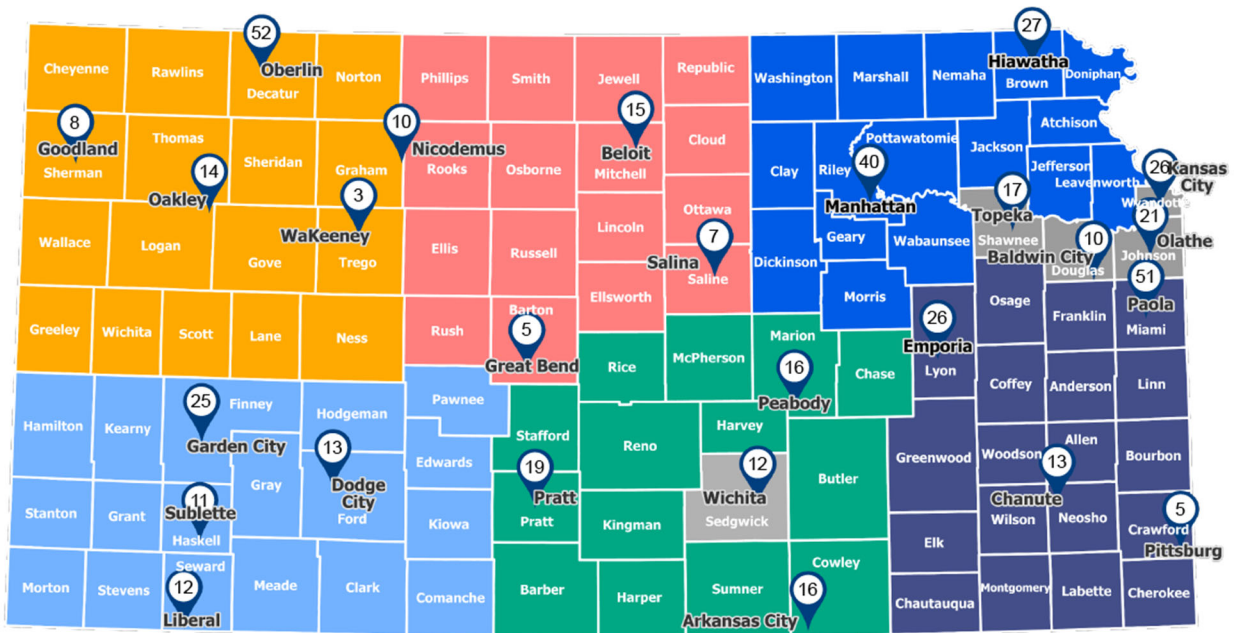 52
27
Oberlin
Hiawatha
Cheyenne
Rawlins
Decatur
Norton
Phillips
Smith
Jewell
Republic
Washington
Marshall
Nemaha
Brown
Doniphan
8
10
15
Goodland
Nicodemus
Beloit
Sherman
Thomas
Sheridan
Graham
Rooks
Osborne
Mitchell
Cloud
Clay
Riley
Pottawatomie
Jackson
Atchison
Jefferson
Leavenworth
14
Oakley
3
WaKeeney
40
Manhattan
17
Topeka
26
Kansas
City
Wyandotte
21
Olathe
Wallace
Logan
Gove
Trego
Ellis
Russell
Lincoln
Ottawa
7
Salina
Saline
Dickinson
Geary
Wabaunsee
Shawnee
10
Baldwin City
Douglas
Johnson
Ellsworth
Morris
51
Paola
Miami
Greeley
Wichita
Scott
Lane
Ness
Rush
Barton
5
Great Bend
Rice
McPherson
Marion
16
Peabody
Chase
26
Emporia
Lyon
Osage
Franklin
Coffey
Anderson
Linn
Hamilton
Kearny
25
Finney
Garden City
Hodgeman
Pawnee
Stafford
Reno
Harvey
Butler
Greenwood
Woodson
Allen
Bourbon
13
Dodge
City
Ford
Gray
Edwards
19
Pratt
Pratt
12
Wichita
Sedgwick
13
Chanute
Wilson
Neosho
Stanton
Grant
11
Sublette
Haskell
Kiowa
Kingman
Elk
5
Crawford
Pittsburg
Morton
Stevens
Seward
12
Liberal
Meade
Clark
Comanche
Barber
Harper
Sumner
Cowley
16
Arkansas City
Chautauqua
Montgomery
Labette
Cherokee